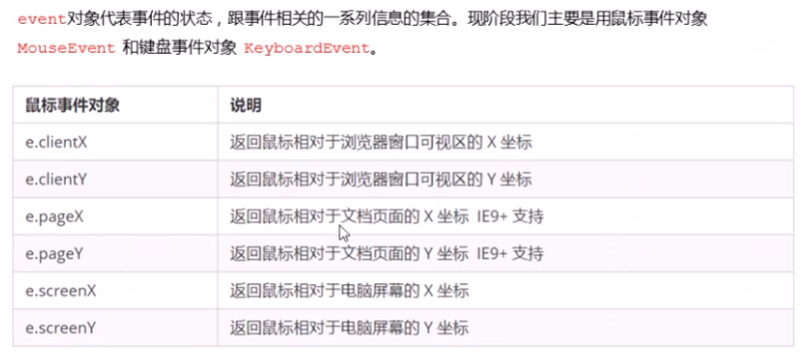 event对象代表事件的状态，跟事件相关的一系列信息的集合。现阶段我们主要是用鼠标事件对象
MouseEvent 和键盘事件对象 KeyboardEvent。
鼠标事件对象 说明
e.clientX 返回鼠标相对于浏览器窗口可视区的 X 坐标
e.clientY 返回鼠标相对于浏览器窗口可视区的 Y 坐标
e.pageX 返回鼠标相对于文档页面的 X 坐标 IE9+ 支持
e.pageY 返回鼠标相对于文档页面的 Y 坐标 IE9+ 支持
e.screenX 返回鼠标相对于电脑屏幕的 X 坐标
e.screenY 返回鼠标相对于电脑屏幕的 Y 坐标